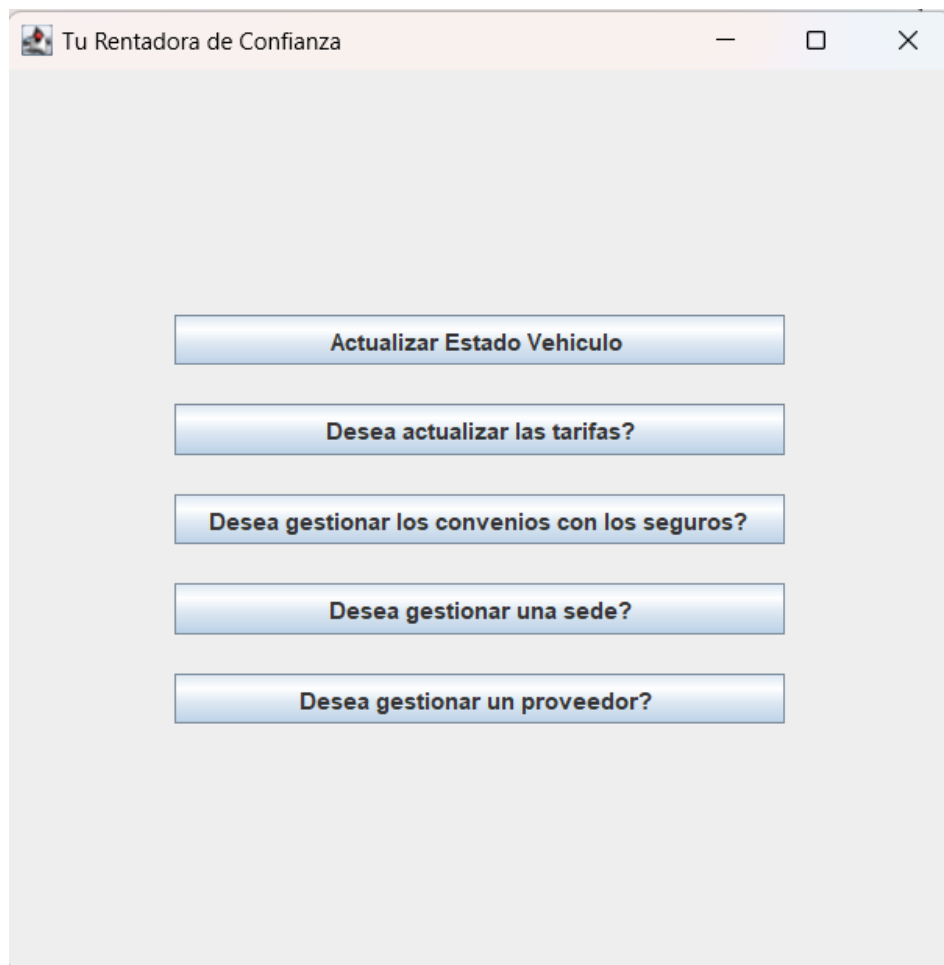 Tu Rentadora de Confianza
Actualizar Estado Vehiculo
Desea actualizar las tarifas?
Desea gestionar los convenios con los seguros?
Desea gestionar una sede?
Desea gestionar un proveedor?